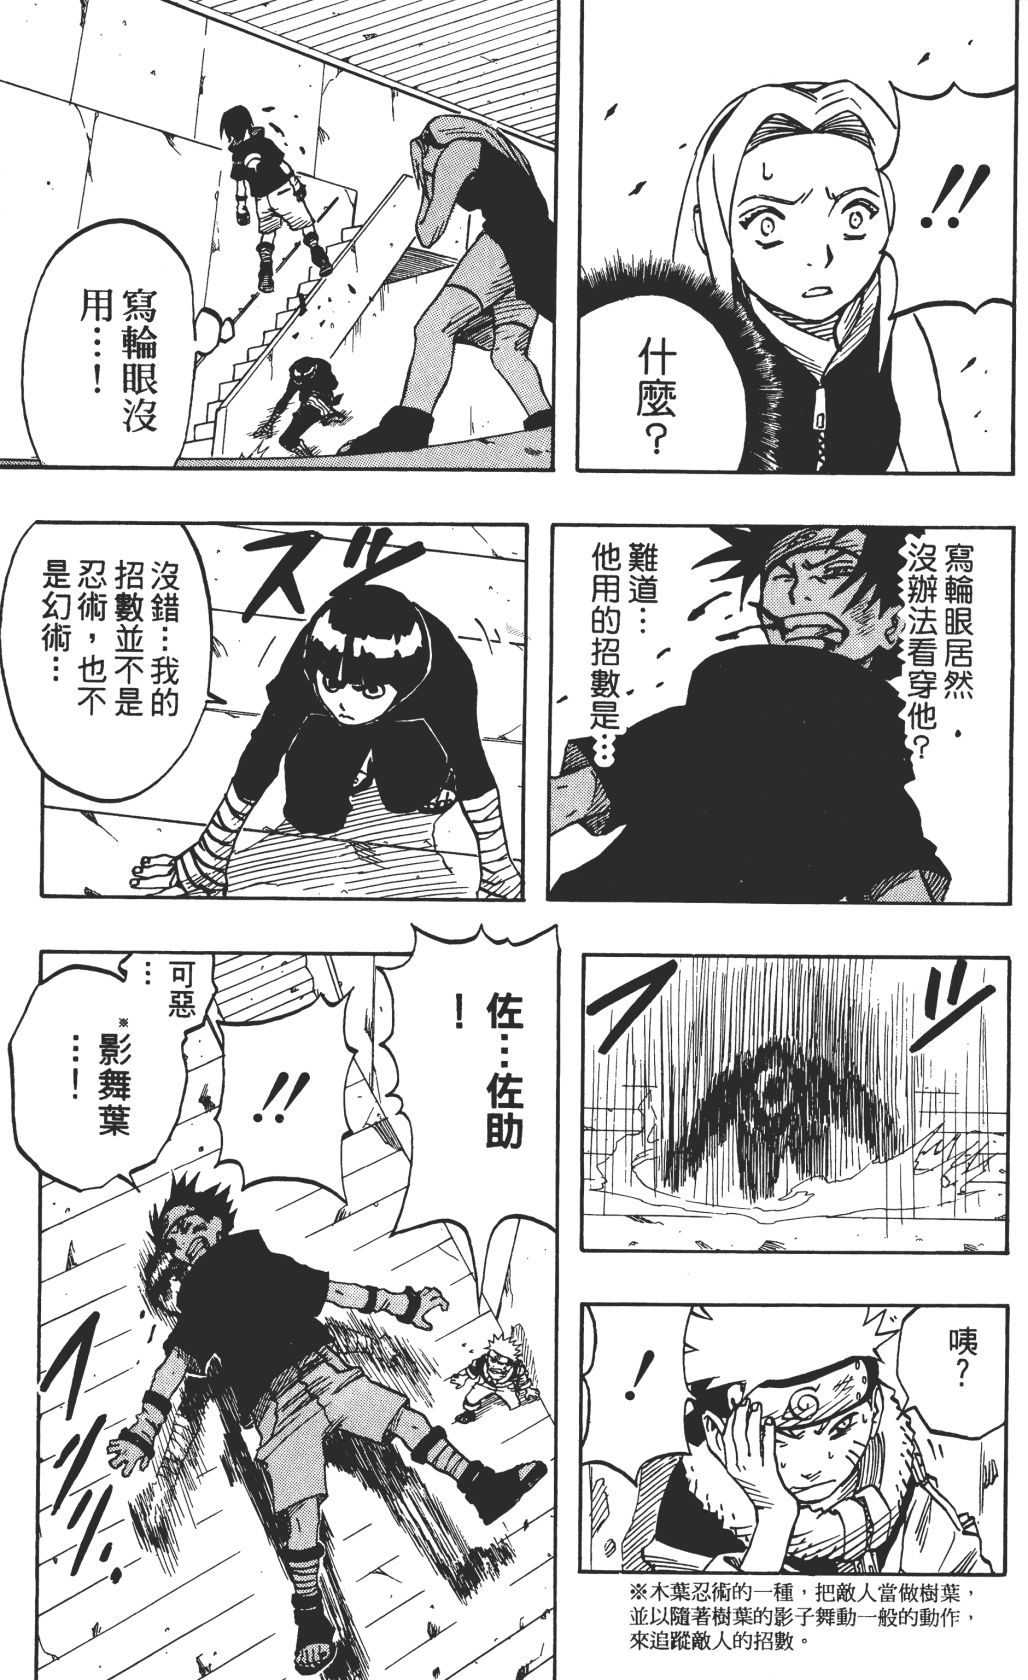 !!
什麼？
寫輪眼沒
用…！
寫輪眼居然
沒辦法看穿他？
難道…
他用的招數是…
ズッ
沒錯…我的
招數並不是
忍術，也不
是幻術…
ズッ
咦？
！
※木葉忍術的一種，把敵人當做樹葉，
並以隨著樹葉的影子舞動一般的動作，
來追蹤敵人的招數。
佐…佐助
！
!!
可惡
…
※影舞葉
…！